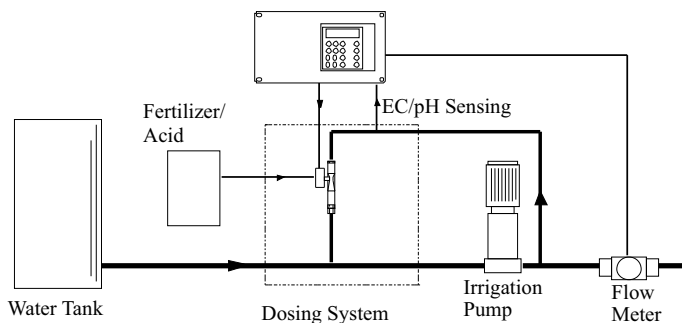 EC/pH Sensing
Fertilizer/
Acid
Water Tank
Dosing System
Irrigation
Pump
Flow
Meter